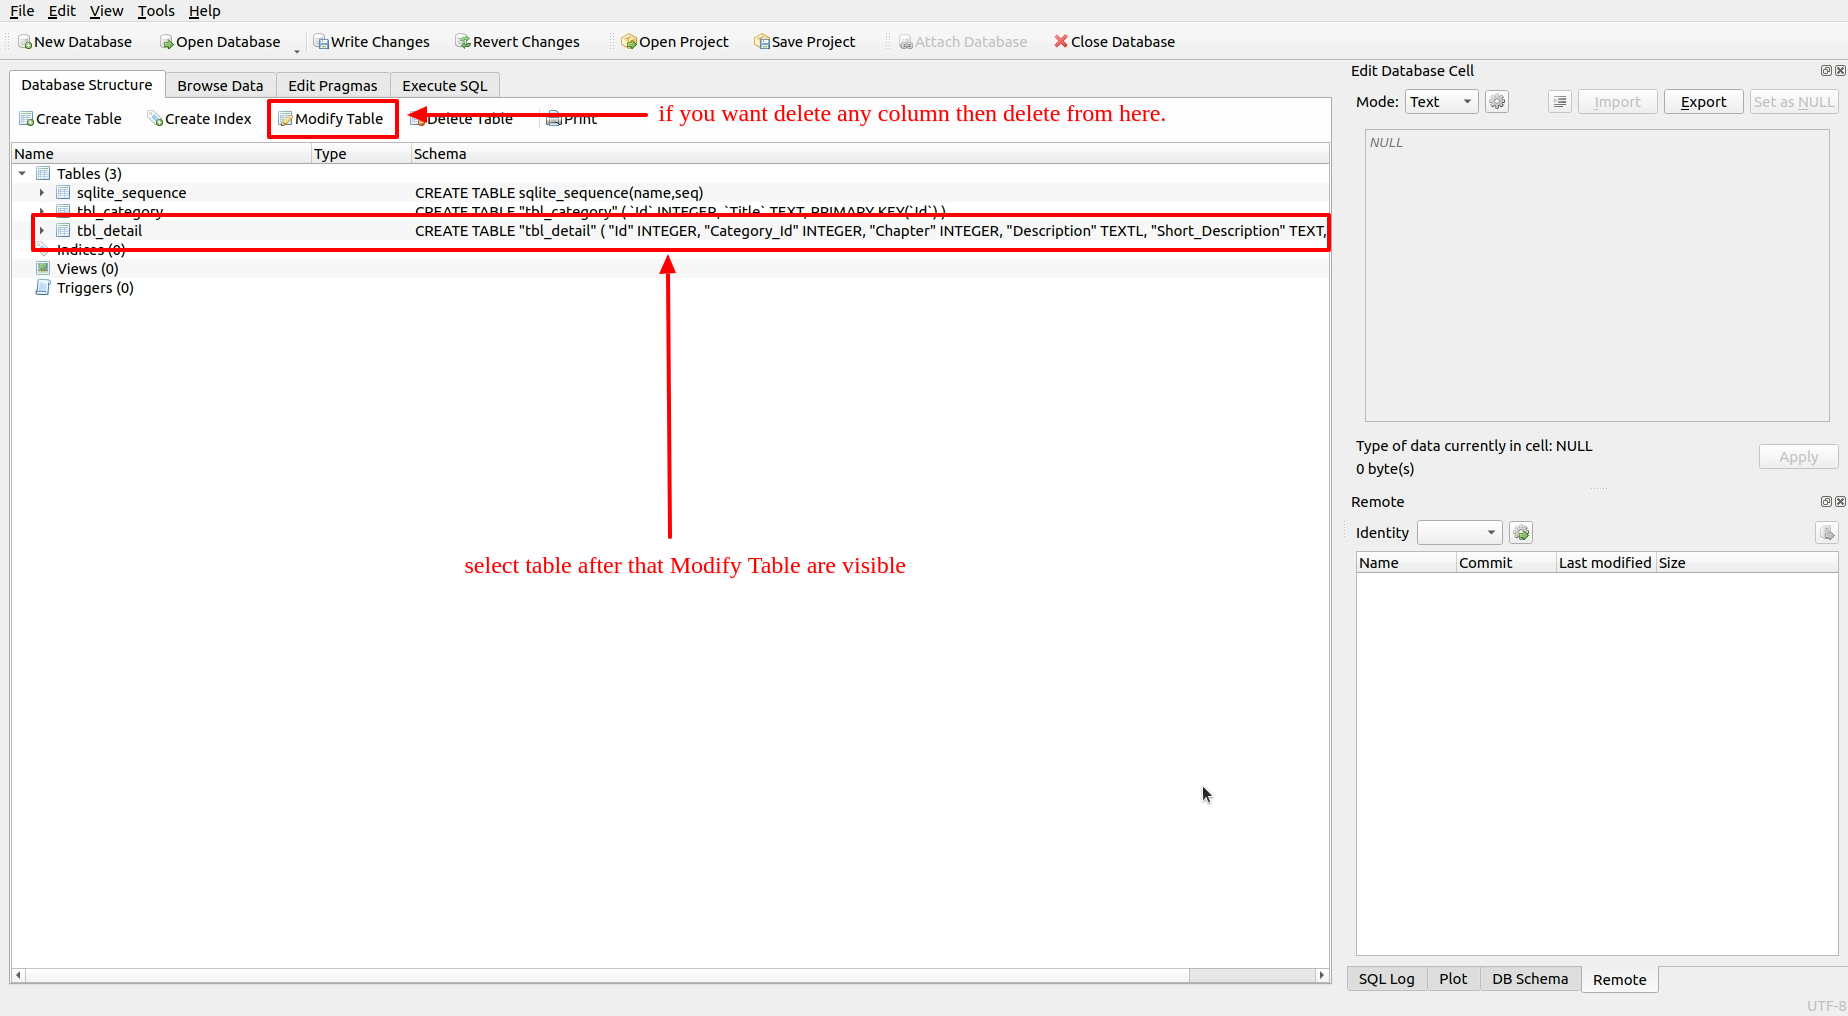 File Edit View Tools Help
New Database Open Database Write Changes Revert Changes Open Project Save Project Attach Database Close Database
Database Structure Browse Data Edit Pragmas Execute SQL
Create Table Create Index Modify Table Delete Table Print
if you want delete any column then delete from here.
Name Type Schema
Tables (3)
sqlite_sequence CREATE TABLE sqlite_sequence(name,seq)
tbl_category CREATE TABLE "tbl_category" ( `Id` INTEGER, `Title` TEXT, PRIMARY KEY(`Id`) )
tbl_detail CREATE TABLE "tbl_detail" ( "Id" INTEGER, "Category_Id" INTEGER, "Chapter" INTEGER, "Description" TEXTL, "Short_Description" TEXT,
Indices (0)
Views (0)
Triggers (0)
select table after that Modify Table are visible
Edit Database Cell
Mode: Text Import Export Set as NULL
NULL
Type of data currently in cell: NULL
0 byte(s)
Apply
Remote
Identity
Name Commit Last modified Size
SQL Log Plot DB Schema Remote
UTF-8